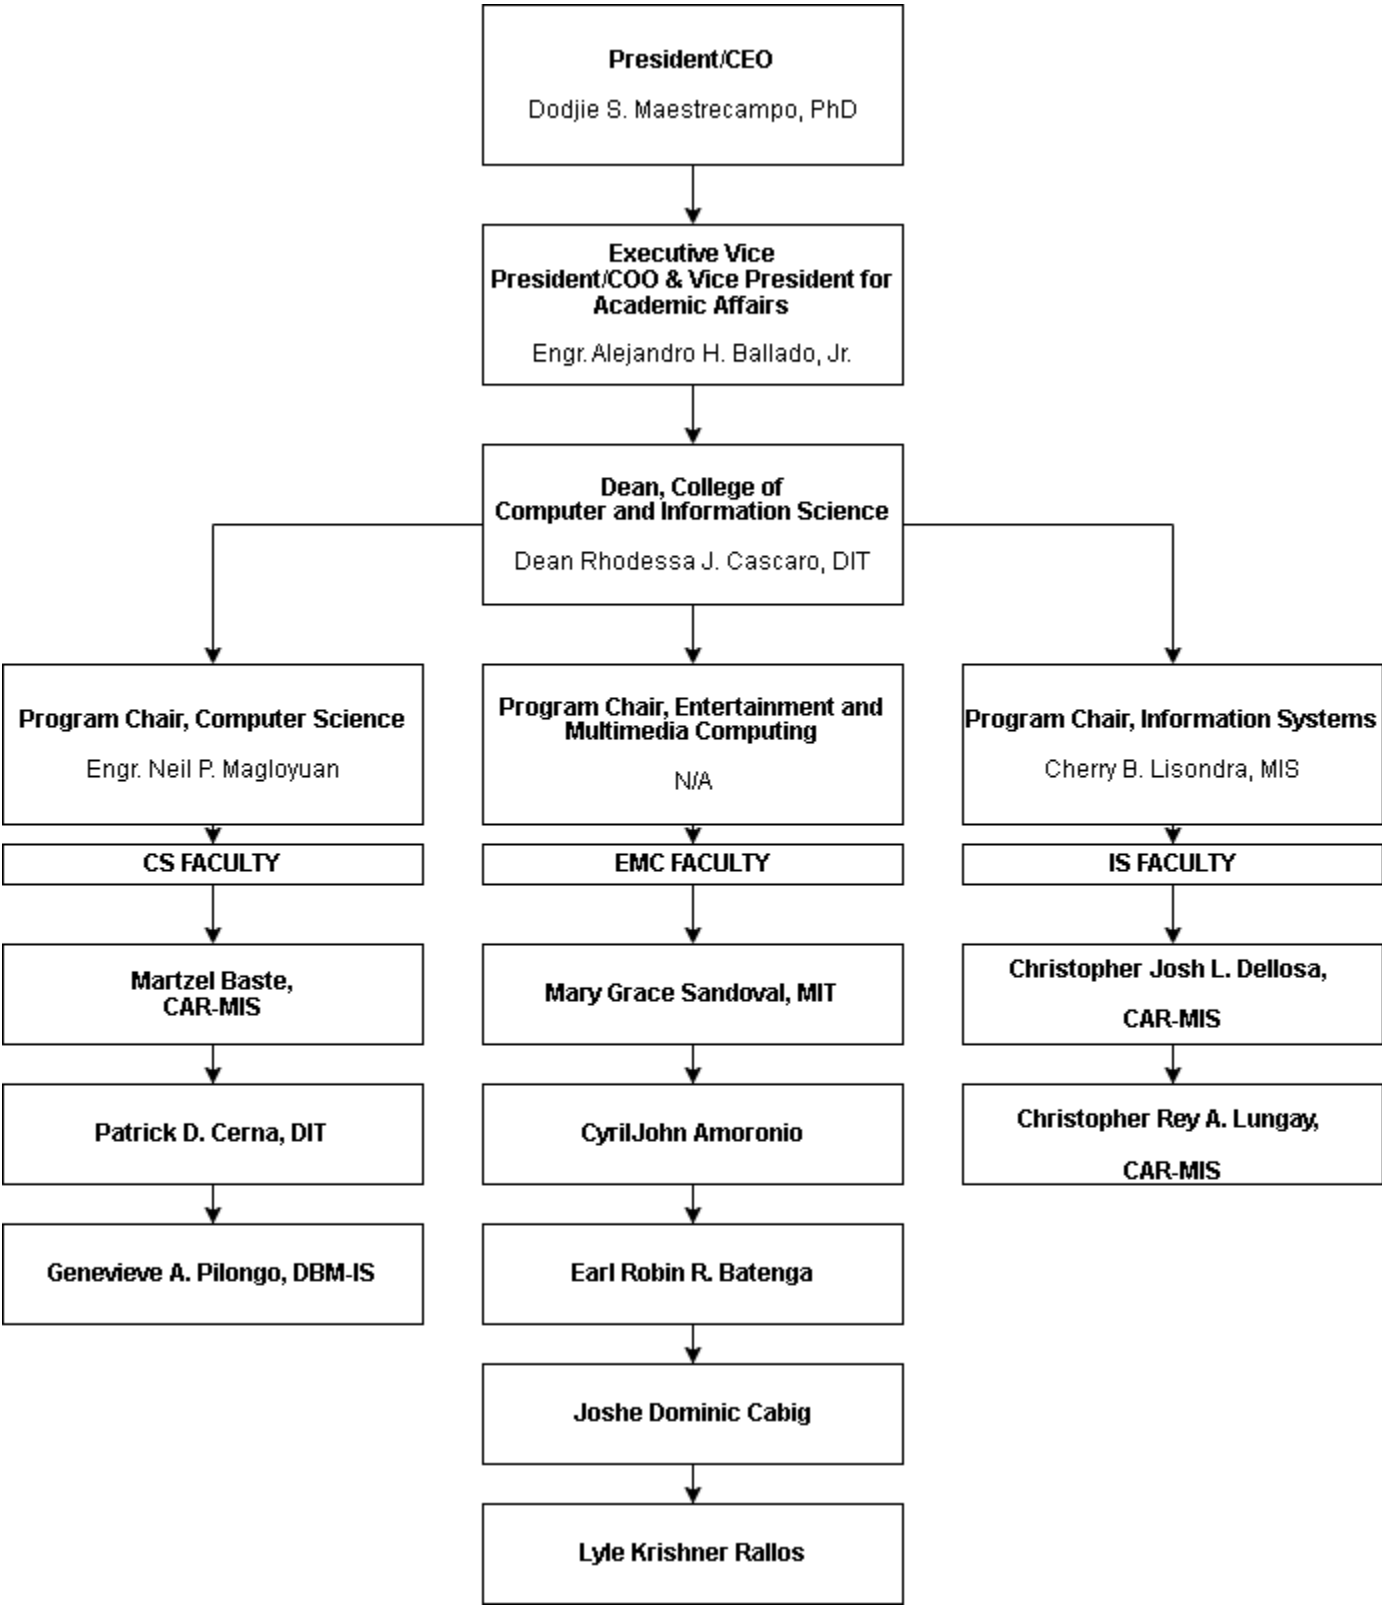 President/CEO
Dodjie S. Maestrecampo, PhD
Executive Vice
President/COO & Vice President for
Academic Affairs
Engr. Alejandro H. Ballado, Jr.
Dean, College of
Computer and Information Science
Dean Rhodessa J. Cascaro, DIT
Program Chair, Computer Science
Engr. Neil P. Magloyuan
Program Chair, Entertainment and
Multimedia Computing
N/A
Program Chair, Information Systems
Cherry B. Lisondra, MIS
CS FACULTY
EMC FACULTY
IS FACULTY
Martzel Baste,
CAR-MIS
Mary Grace Sandoval, MIT
Christopher Josh L. Dellosa,
CAR-MIS
Patrick D. Cerna, DIT
CyrilJohn Amoronio
Christopher Rey A. Lungay,
CAR-MIS
Genevieve A. Pilongo, DBM-IS
Earl Robin R. Batenga
Joshe Dominic Cabig
Lyle Krishner Rallos